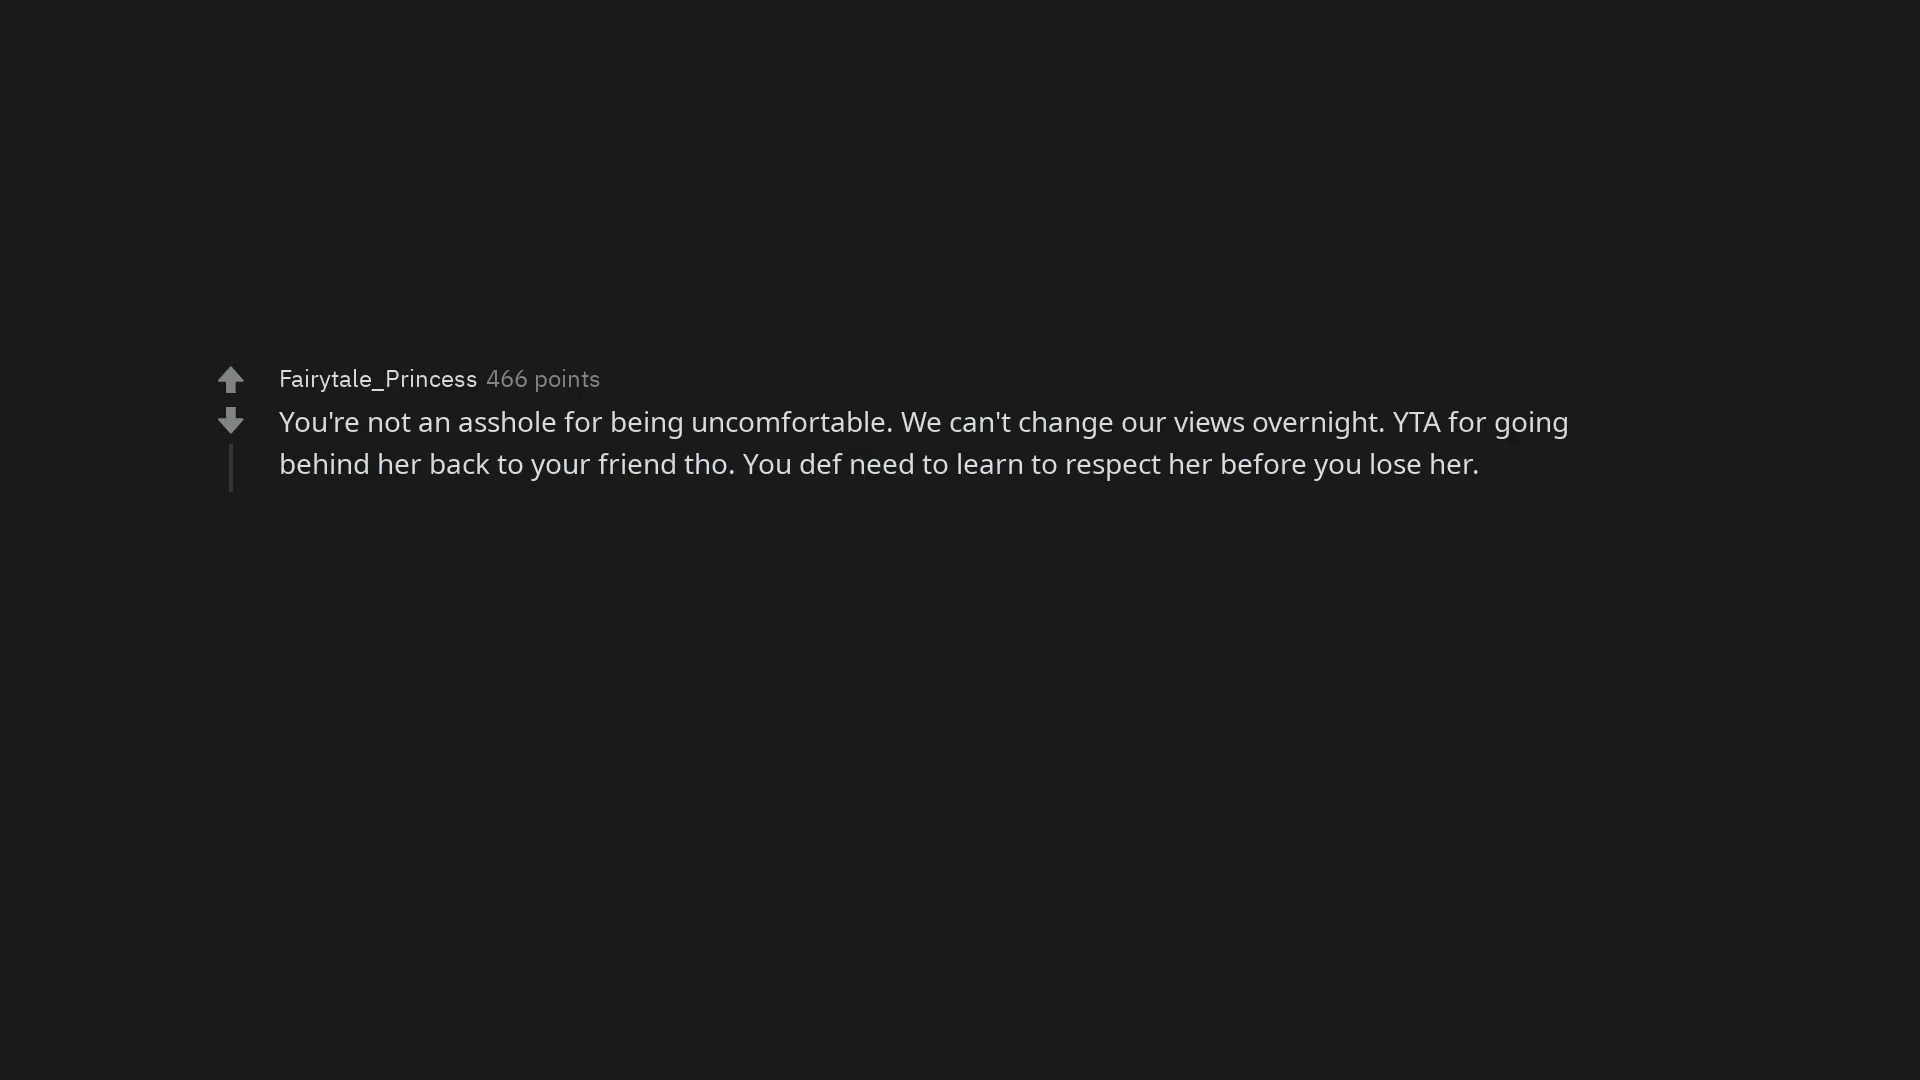 Fairytale_Princess 466 points
You're not an asshole for being uncomfortable. We can't change our views overnight. YTA for going
behind her back to your friend tho. You def need to learn to respect her before you lose her.